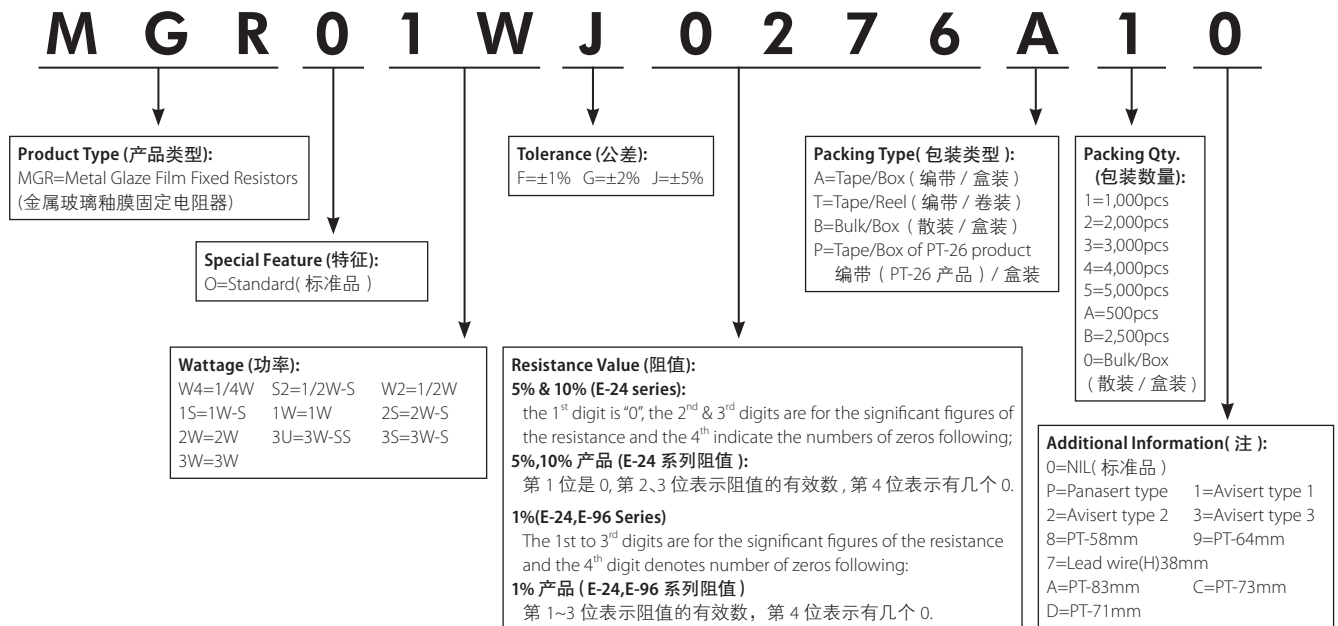 M G R 0 1 W J 0 2 7 6 A 1 0
Product Type (产品类型):
MGR=Metal Glaze Film Fixed Resistors
(金属玻璃釉膜固定电阻器)
Special Feature (特征):
O=Standard( 标准品 )
Wattage (功率):
W4=1/4W S2=1/2W-S W2=1/2W
1S=1W-S 1W=1W 2S=2W-S
2W=2W 3U=3W-SS 3S=3W-S
3W=3W
Tolerance (公差):
F=±1% G=±2% J=±5%
Resistance Value (阻值):
5% & 10% (E-24 series):
the 1st digit is "0", the 2nd & 3rd digits are for the significant figures of
the resistance and the 4th indicate the numbers of zeros following;
5%,10% 产品 (E-24 系列阻值 ):
第 1 位是 0, 第 2、3 位表示阻值的有效数 , 第 4 位表示有几个 0.
1%(E-24,E-96 Series)
The 1st to 3rd digits are for the significant figures of the resistance
and the 4th digit denotes number of zeros following:
1% 产品 ( E-24,E-96 系列阻值 )
第 1~3 位表示阻值的有效数，第 4 位表示有几个 0.
Packing Type( 包装类型 ):
A=Tape/Box ( 编带 / 盒装 )
T=Tape/Reel ( 编带 / 卷装 )
B=Bulk/Box ( 散装 / 盒装 )
P=Tape/Box of PT-26 product
编带 ( PT-26 产品 ) / 盒装
Packing Qty.
(包装数量):
1=1,000pcs
2=2,000pcs
3=3,000pcs
4=4,000pcs
5=5,000pcs
A=500pcs
B=2,500pcs
0=Bulk/Box
( 散装 / 盒装 )
Additional Information( 注 ):
0=NIL( 标准品 )
P=Panasert type 1=Avisert type 1
2=Avisert type 2 3=Avisert type 3
8=PT-58mm 9=PT-64mm
7=Lead wire(H)38mm
A=PT-83mm C=PT-73mm
D=PT-71mm